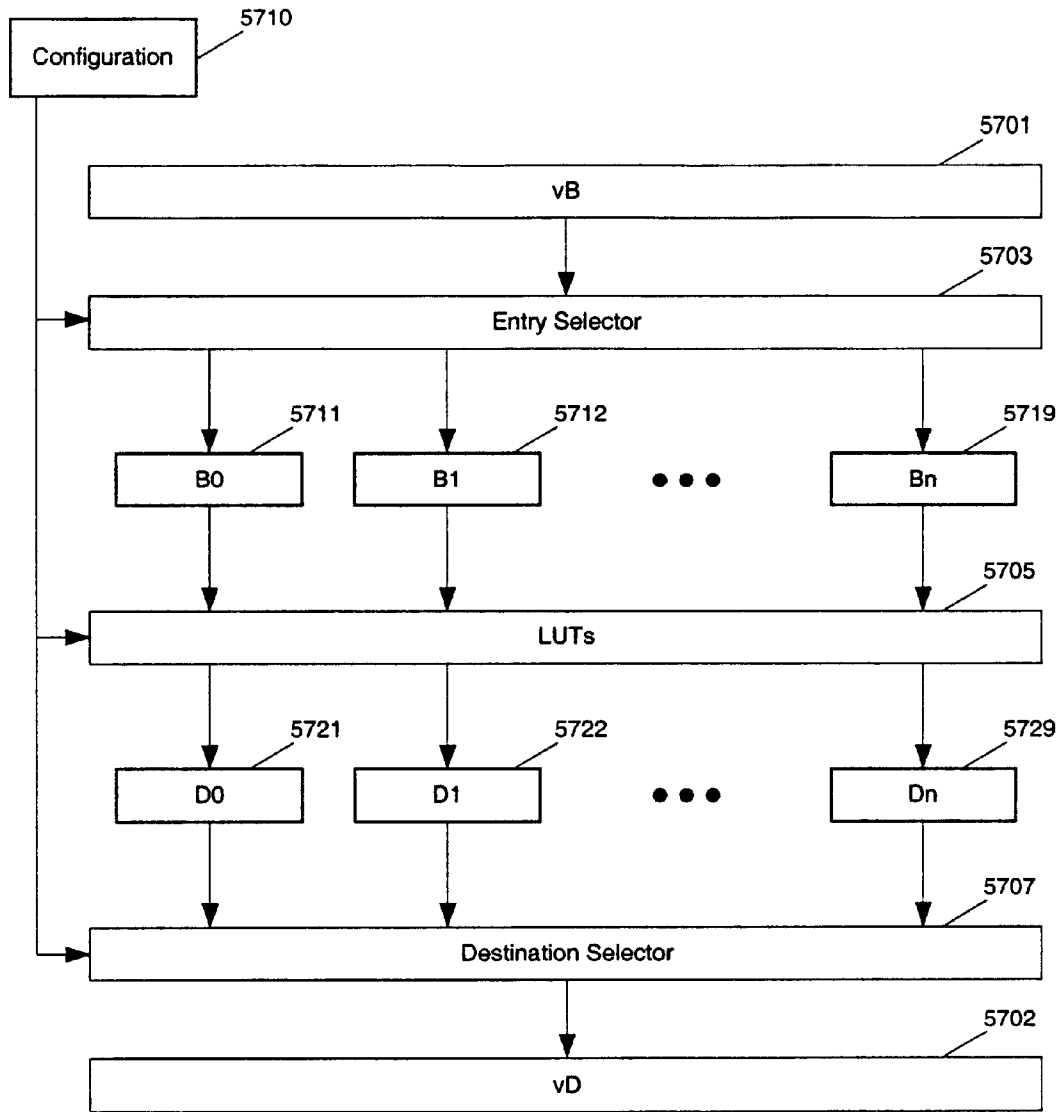 5710
Configuration
5701
vB
5703
Entry Selector
5711 5712 5719
B0 B1 Bn
5705
LUTs
5721 5722 5729
D0 D1 Dn
5707
Destination Selector
5702
vD